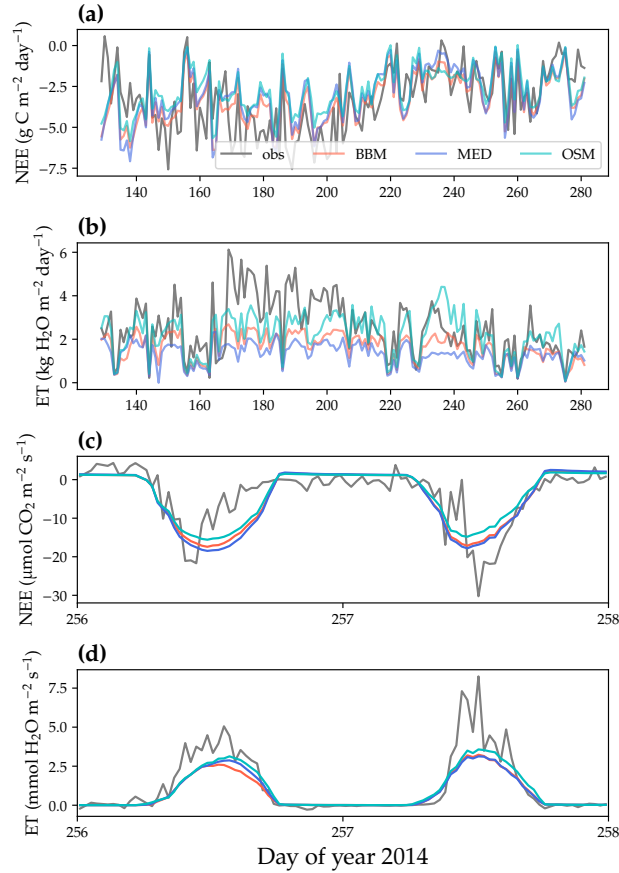 (a)
NEE (g C m⁻² day⁻¹)
0.0
−2.5
−5.0
−7.5
obs BBM MED OSM
140 160 180 200 220 240 260 280
(b)
ET (kg H₂O m⁻² day⁻¹)
6
4
2
0
140 160 180 200 220 240 260 280
(c)
NEE (μmol CO₂ m⁻² s⁻¹)
0
−10
−20
−30
256 257 258
(d)
ET (mmol H₂O m⁻² s⁻¹)
7.5
5.0
2.5
0.0
256 257 258
Day of year 2014